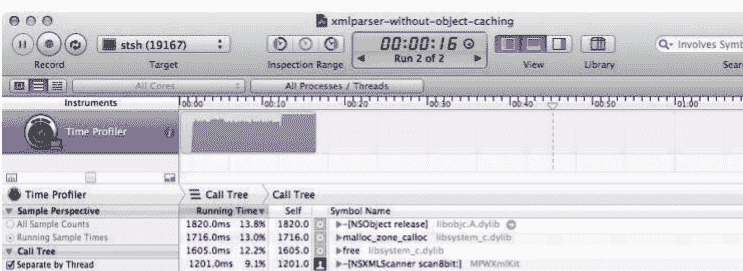 xmlparser-without-object-caching
stsh (19167)
00:00:16
Run 2 of 2
Involves Symb
Record
Target
Inspection Range
View
Library
Sear
All Cores
All Processes / Threads
Instruments
00:00 00:10 00:20 00:30 00:40 00:50 01:00
Time Profiler
Time Profiler
Call Tree
Call Tree
Sample Perspective
Running Time
Self
Symbol Name
All Sample Counts
1820.0ms 13.8% 1820.0 -[NSObject release] libobjc.A.dylib
Running Sample Times
1716.0ms 13.0% 1716.0 malloc_zone_calloc libsystem_c.dylib
Call Tree
1605.0ms 12.2% 1605.0 free libsystem_c.dylib
Separate by Thread
1201.0ms 9.1% 1201.0 -[NSXMLScanner scan8bit:] MPWXmlKit